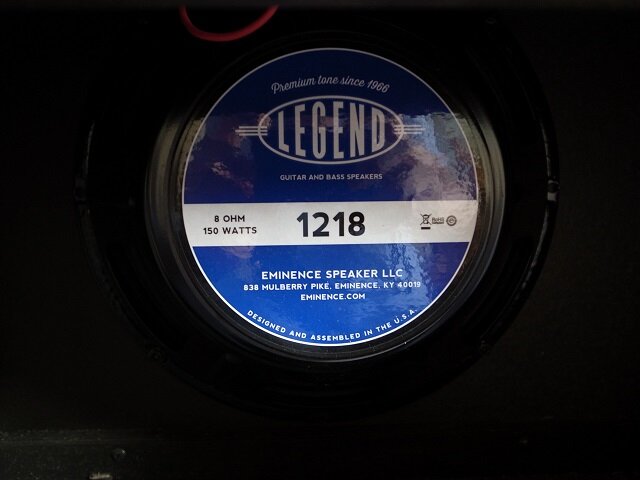 Premium tone since 1966
LEGEND
GUITAR AND BASS SPEAKERS
8 OHM
150 WATTS
1218
RoHS
EMINENCE SPEAKER LLC
838 MULBERRY PIKE, EMINENCE, KY 40019
EMINENCE.COM
DESIGNED AND ASSEMBLED IN THE U.S.A.